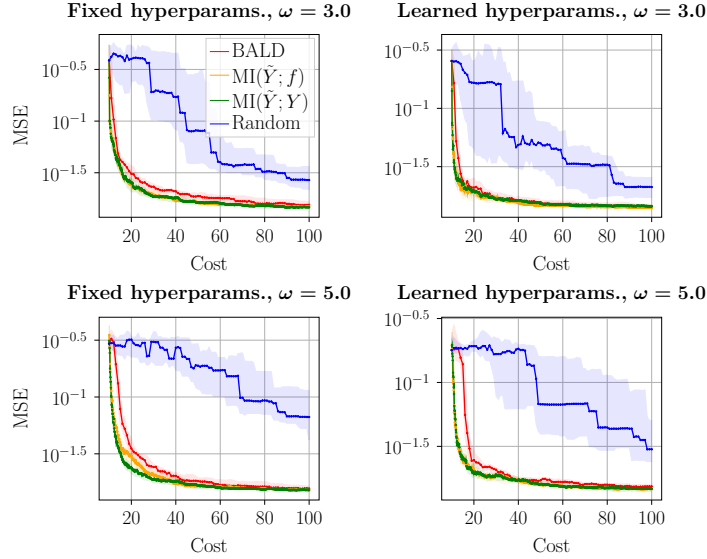 Fixed hyperparams., ω = 3.0
Learned hyperparams., ω = 3.0
BALD
MI(Ỹ; f)
MI(Ỹ; Y)
Random
MSE
10^−0.5
10^−1
10^−1.5
20 40 60 80 100
Cost
MSE
10^−0.5
10^−1
10^−1.5
20 40 60 80 100
Cost
Fixed hyperparams., ω = 5.0
Learned hyperparams., ω = 5.0
MSE
10^−0.5
10^−1
10^−1.5
20 40 60 80 100
Cost
MSE
10^−0.5
10^−1
10^−1.5
20 40 60 80 100
Cost